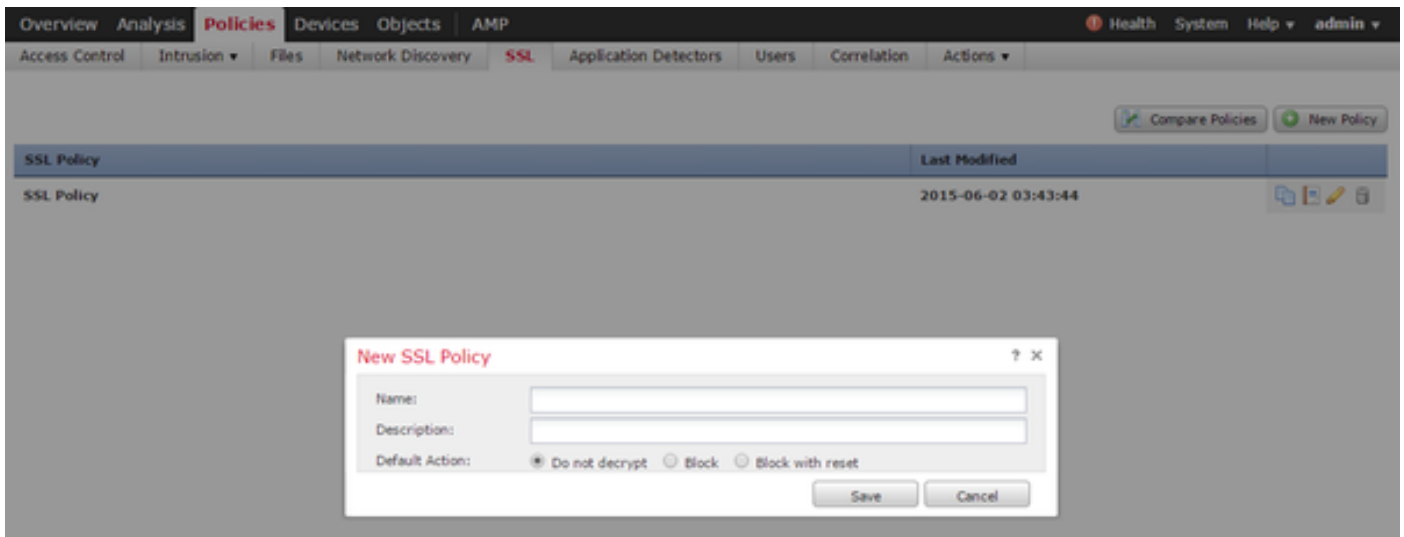 Overview Analysis Policies Devices Objects AMP Health System Help ▾ admin ▾
Access Control Intrusion ▾ Files Network Discovery SSL Application Detectors Users Correlation Actions ▾
Compare Policies New Policy
SSL Policy Last Modified
SSL Policy 2015-06-02 03:43:44
New SSL Policy ? ×
Name:
Description:
Default Action: Do not decrypt Block Block with reset
Save Cancel